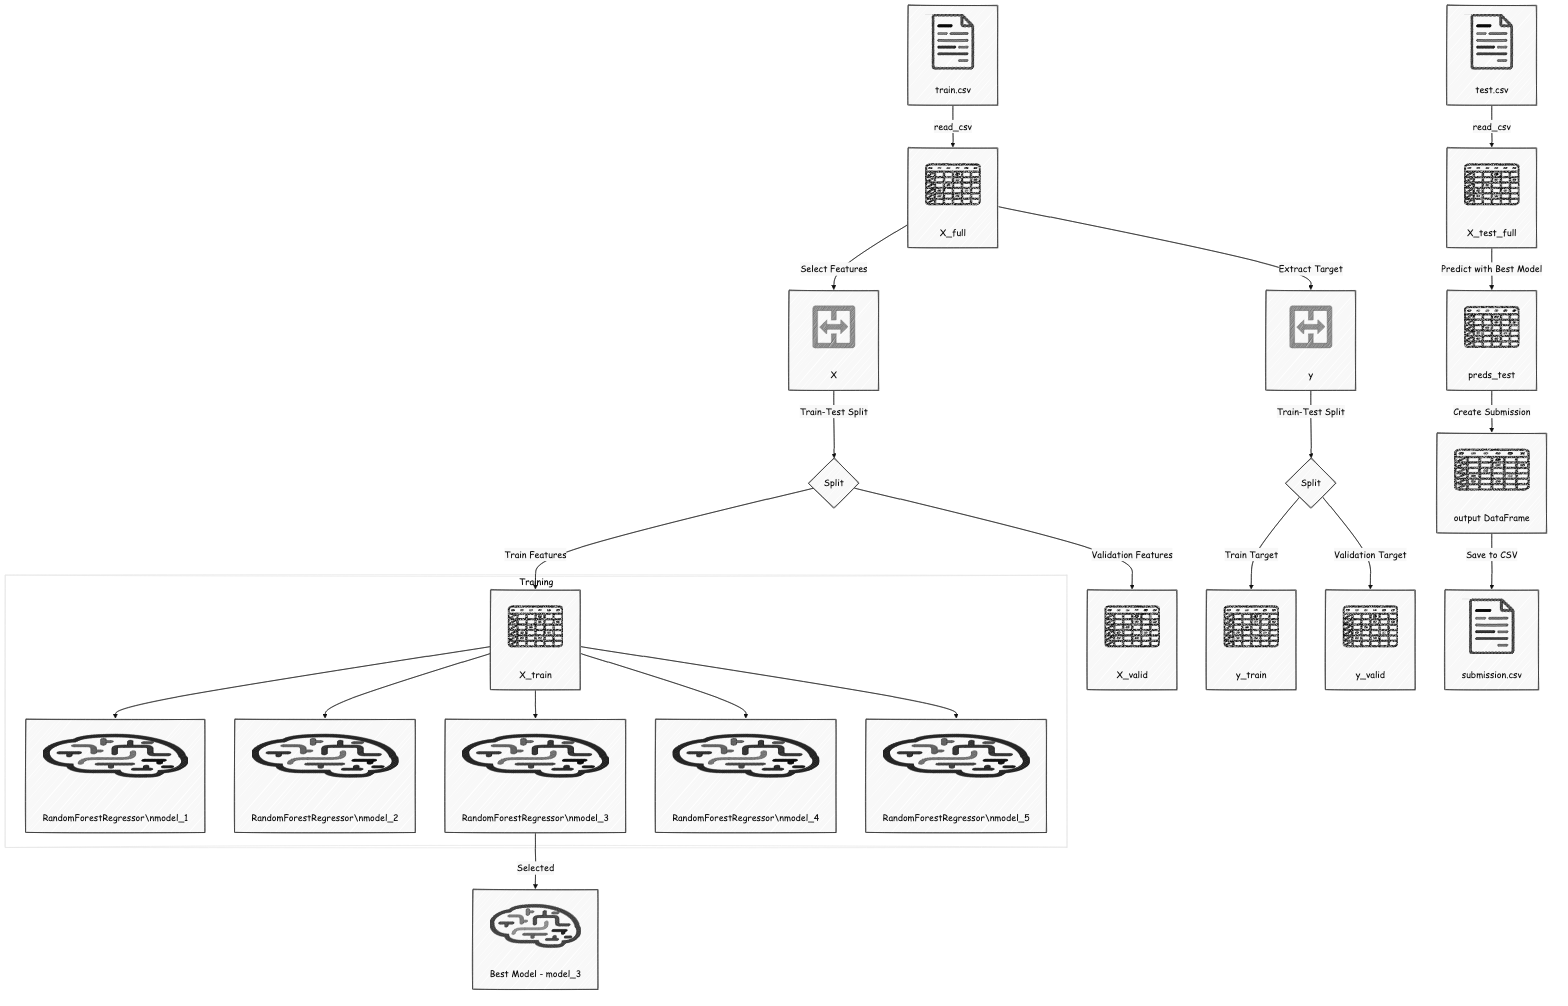 train.csv
test.csv
read_csv
read_csv
X_full
X_test_full
Select Features
Extract Target
Predict with Best Model
X
y
preds_test
Train-Test Split
Train-Test Split
Create Submission
Split
Split
output DataFrame
Train Features
Validation Features
Train Target
Validation Target
Save to CSV
Training
X_train
X_valid
y_train
y_valid
submission.csv
RandomForestRegressor\nmodel_1
RandomForestRegressor\nmodel_2
RandomForestRegressor\nmodel_3
RandomForestRegressor\nmodel_4
RandomForestRegressor\nmodel_5
Selected
Best Model - model_3